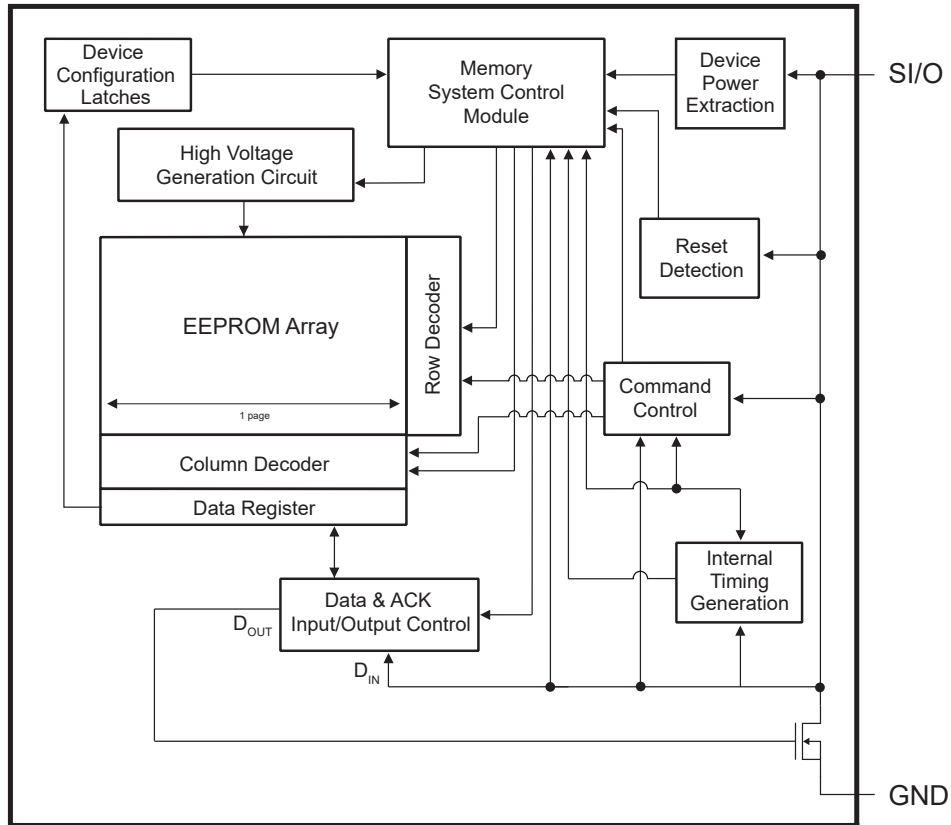 Device
Configuration
Latches
Memory
System Control
Module
Device
Power
Extraction
SI/O
High Voltage
Generation Circuit
Reset
Detection
EEPROM Array
Row Decoder
1 page
Command
Control
Column Decoder
Data Register
Internal
Timing
Generation
Data & ACK
Input/Output Control
DOUT
DIN
GND